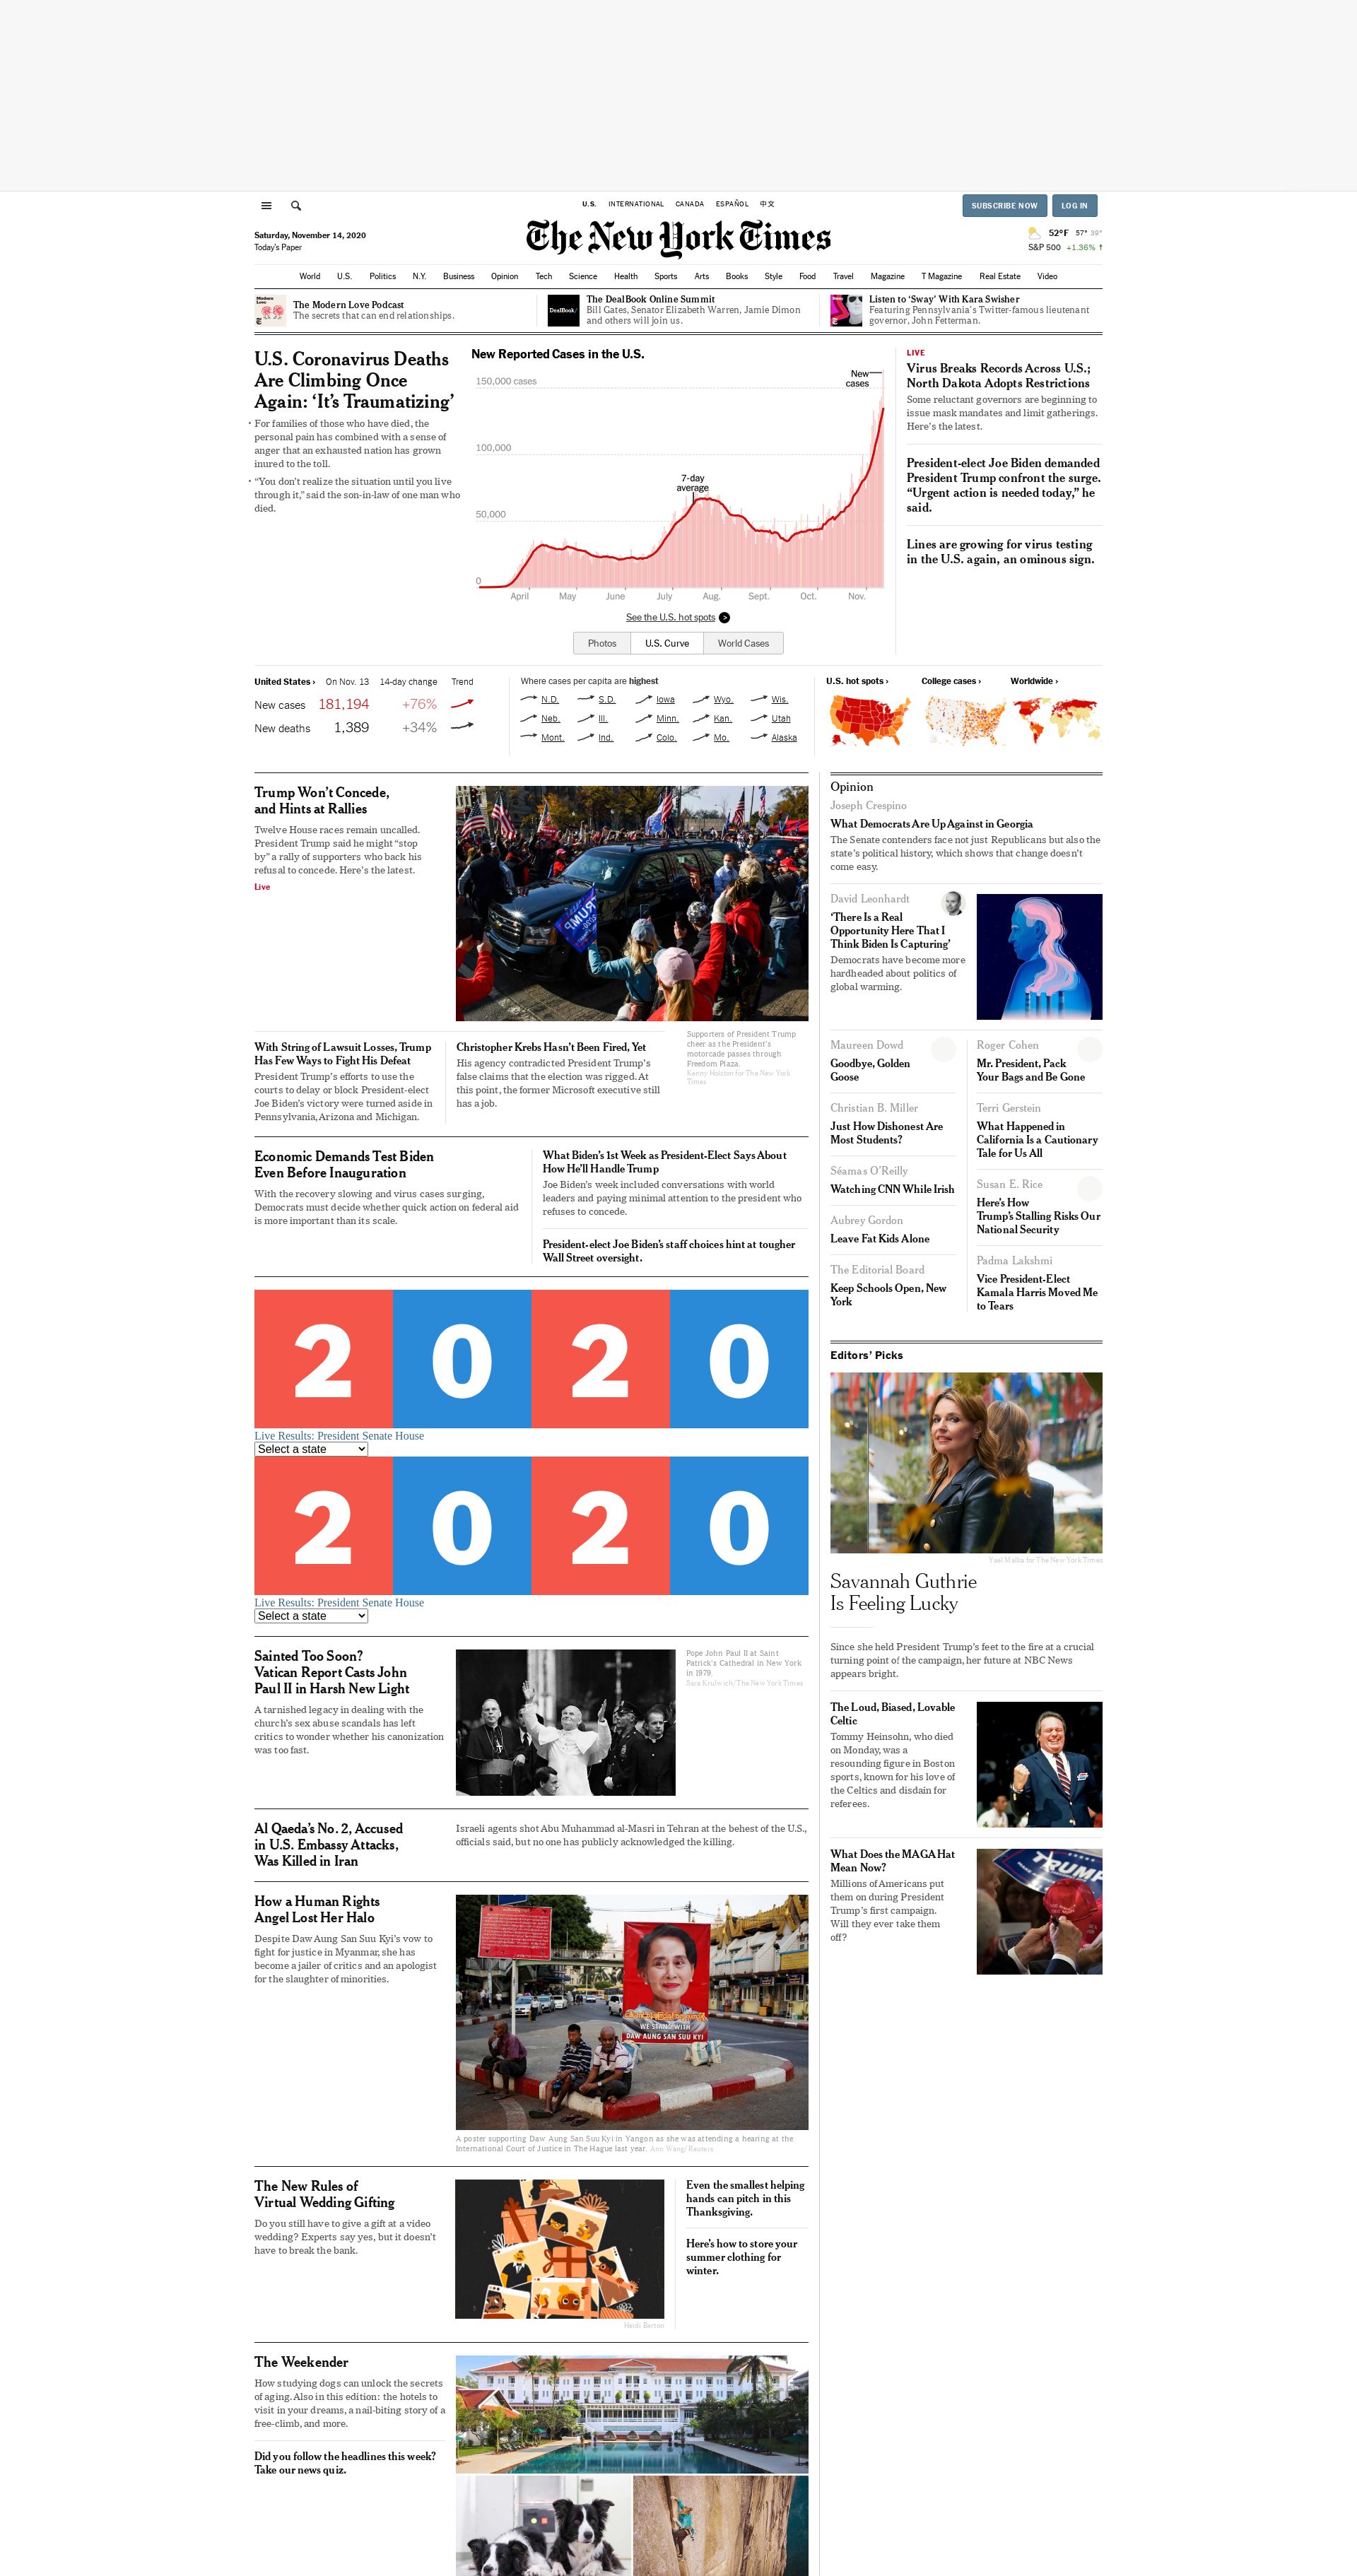 U.S. INTERNATIONAL CANADA ESPAÑOL 中文
SUBSCRIBE NOW LOG IN
Saturday, November 14, 2020
Today's Paper
The New York Times
52°F 57° 39°
S&P 500 +1.36% ↑
World U.S. Politics N.Y. Business Opinion Tech Science Health Sports Arts Books Style Food Travel Magazine T Magazine Real Estate Video
Modern Love
The Modern Love Podcast
The secrets that can end relationships.
DealBook/
The DealBook Online Summit
Bill Gates, Senator Elizabeth Warren, Jamie Dimon
and others will join us.
Listen to ‘Sway’ With Kara Swisher
Featuring Pennsylvania's Twitter-famous lieutenant
governor, John Fetterman.
U.S. Coronavirus Deaths
Are Climbing Once
Again: ‘It’s Traumatizing’
• For families of those who have died, the
personal pain has combined with a sense of
anger that an exhausted nation has grown
inured to the toll.
• “You don’t realize the situation until you live
through it,” said the son-in-law of one man who
died.
New Reported Cases in the U.S.
150,000 cases
New
cases
100,000
7-day
average
50,000
0
April May June July Aug. Sept. Oct. Nov.
See the U.S. hot spots >
Photos U.S. Curve World Cases
LIVE
Virus Breaks Records Across U.S.;
North Dakota Adopts Restrictions
Some reluctant governors are beginning to
issue mask mandates and limit gatherings.
Here’s the latest.
President-elect Joe Biden demanded
President Trump confront the surge.
“Urgent action is needed today,” he
said.
Lines are growing for virus testing
in the U.S. again, an ominous sign.
United States › On Nov. 13 14-day change Trend
New cases 181,194 +76%
New deaths 1,389 +34%
Where cases per capita are highest
N.D. S.D. Iowa Wyo. Wis.
Neb. Ill. Minn. Kan. Utah
Mont. Ind. Colo. Mo. Alaska
U.S. hot spots › College cases › Worldwide ›
Trump Won’t Concede,
and Hints at Rallies
Twelve House races remain uncalled.
President Trump said he might “stop
by” a rally of supporters who back his
refusal to concede. Here’s the latest.
Live
TRUMP
Supporters of President Trump
cheer as the President’s
motorcade passes through
Freedom Plaza.
Kenny Holston for The New York
Times
With String of Lawsuit Losses, Trump
Has Few Ways to Fight His Defeat
President Trump’s efforts to use the
courts to delay or block President-elect
Joe Biden’s victory were turned aside in
Pennsylvania, Arizona and Michigan.
Christopher Krebs Hasn’t Been Fired, Yet
His agency contradicted President Trump’s
false claims that the election was rigged. At
this point, the former Microsoft executive still
has a job.
Economic Demands Test Biden
Even Before Inauguration
With the recovery slowing and virus cases surging,
Democrats must decide whether quick action on federal aid
is more important than its scale.
What Biden’s 1st Week as President-Elect Says About
How He’ll Handle Trump
Joe Biden’s week included conversations with world
leaders and paying minimal attention to the president who
refuses to concede.
President-elect Joe Biden’s staff choices hint at tougher
Wall Street oversight.
2020
Live Results: President Senate House
Select a state
2020
Live Results: President Senate House
Select a state
Sainted Too Soon?
Vatican Report Casts John
Paul II in Harsh New Light
A tarnished legacy in dealing with the
church’s sex abuse scandals has left
critics to wonder whether his canonization
was too fast.
Pope John Paul II at Saint
Patrick’s Cathedral in New York
in 1979.
Sara Krulwich/The New York Times
Al Qaeda’s No. 2, Accused
in U.S. Embassy Attacks,
Was Killed in Iran
Israeli agents shot Abu Muhammad al-Masri in Tehran at the behest of the U.S.,
officials said, but no one has publicly acknowledged the killing.
How a Human Rights
Angel Lost Her Halo
Despite Daw Aung San Suu Kyi’s vow to
fight for justice in Myanmar, she has
become a jailer of critics and an apologist
for the slaughter of minorities.
WE STAND WITH
DAW AUNG SAN SUU KYI
A poster supporting Daw Aung San Suu Kyi in Yangon as she was attending a hearing at the
International Court of Justice in The Hague last year. Ann Wang/Reuters
The New Rules of
Virtual Wedding Gifting
Do you still have to give a gift at a video
wedding? Experts say yes, but it doesn’t
have to break the bank.
Heidi Berton
Even the smallest helping
hands can pitch in this
Thanksgiving.
Here’s how to store your
summer clothing for
winter.
The Weekender
How studying dogs can unlock the secrets
of aging. Also in this edition: the hotels to
visit in your dreams, a nail-biting story of a
free-climb, and more.
Did you follow the headlines this week?
Take our news quiz.
Opinion
Joseph Crespino
What Democrats Are Up Against in Georgia
The Senate contenders face not just Republicans but also the
state’s political history, which shows that change doesn’t
come easy.
David Leonhardt
‘There Is a Real
Opportunity Here That I
Think Biden Is Capturing’
Democrats have become more
hardheaded about politics of
global warming.
Maureen Dowd
Goodbye, Golden
Goose
Christian B. Miller
Just How Dishonest Are
Most Students?
Séamas O’Reilly
Watching CNN While Irish
Aubrey Gordon
Leave Fat Kids Alone
The Editorial Board
Keep Schools Open, New
York
Roger Cohen
Mr. President, Pack
Your Bags and Be Gone
Terri Gerstein
What Happened in
California Is a Cautionary
Tale for Us All
Susan E. Rice
Here’s How
Trump’s Stalling Risks Our
National Security
Padma Lakshmi
Vice President-Elect
Kamala Harris Moved Me
to Tears
Editors’ Picks
Yael Malka for The New York Times
Savannah Guthrie
Is Feeling Lucky
Since she held President Trump’s feet to the fire at a crucial
turning point of the campaign, her future at NBC News
appears bright.
The Loud, Biased, Lovable
Celtic
Tommy Heinsohn, who died
on Monday, was a
resounding figure in Boston
sports, known for his love of
the Celtics and disdain for
referees.
What Does the MAGA Hat
Mean Now?
Millions of Americans put
them on during President
Trump’s first campaign.
Will they ever take them
off?
TRUMP